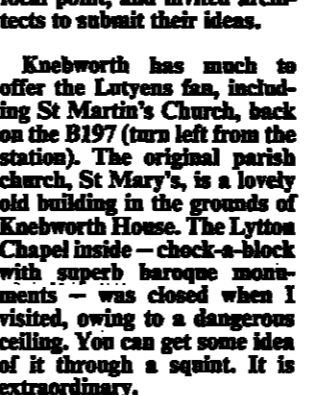 local point, and invited archi-
tects to submit their ideas.
Knebworth has much to
offer the Lutyens fan, includ-
ing St Martin's Church, back
on the B197 (turn left from the
station). The original parish
church, St Mary's, is a lovely
old building in the grounds of
Knebworth House. The Lytton
Chapel inside – chock-a-block
with superb baroque monu-
ments – was closed when I
visited, owing to a dangerous
ceiling. You can get some idea
of it through a squint. It is
extraordinary.